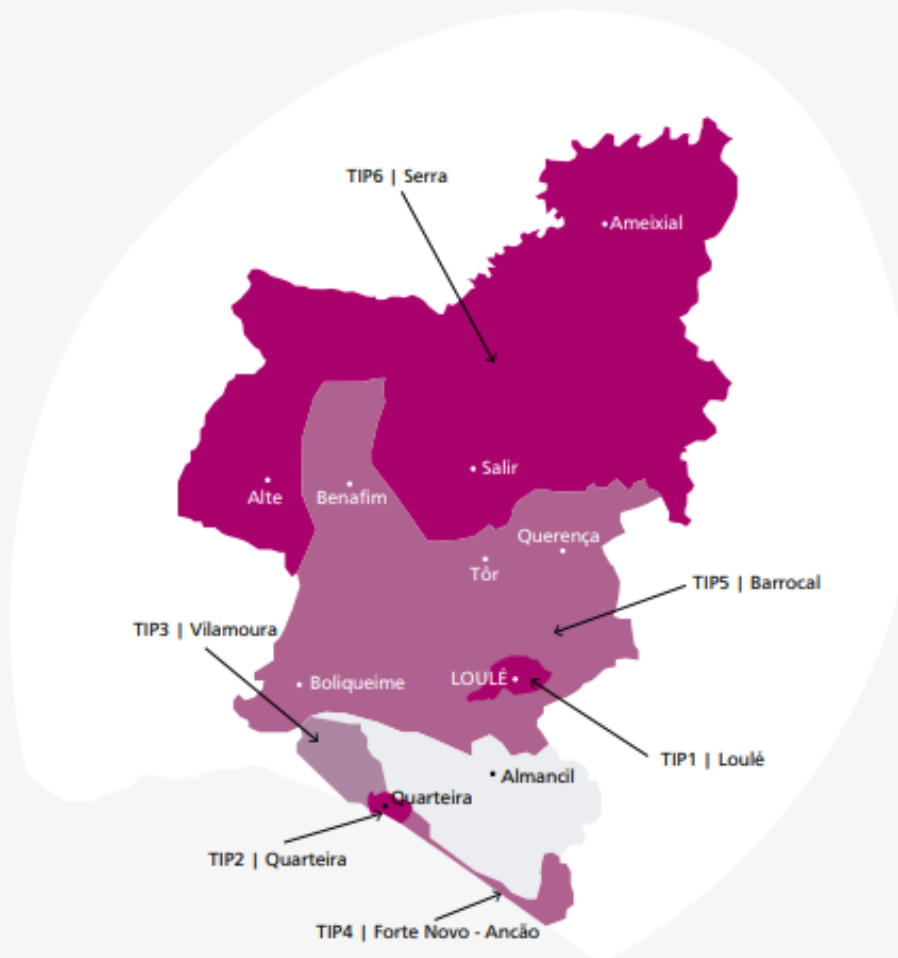 TIP6 | Serra
Ameixial
Salir
Alte
Benafim
Querença
Tôr
TIP5 | Barrocal
TIP3 | Vilamoura
Boliqueime
LOULÉ
TIP1 | Loulé
Almancil
Quarteira
TIP2 | Quarteira
TIP4 | Forte Novo - Ancão